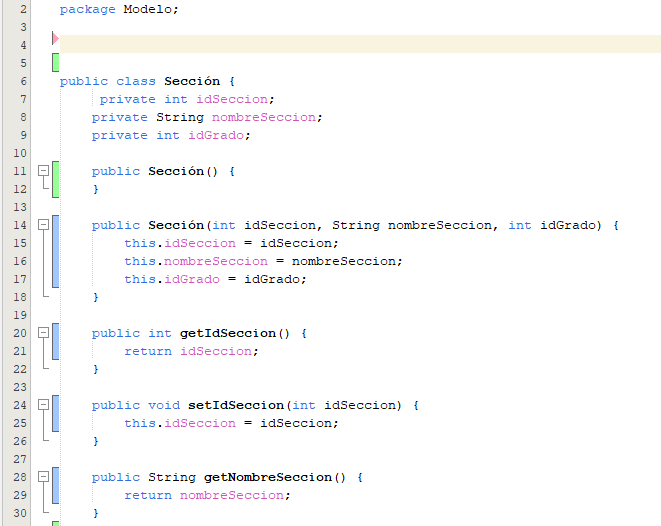 2 package Modelo;
3
4
5
6 public class Sección {
7 private int idSeccion;
8 private String nombreSeccion;
9 private int idGrado;
10
11 public Sección() {
12 }
13
14 public Sección(int idSeccion, String nombreSeccion, int idGrado) {
15 this.idSeccion = idSeccion;
16 this.nombreSeccion = nombreSeccion;
17 this.idGrado = idGrado;
18 }
19
20 public int getIdSeccion() {
21 return idSeccion;
22 }
23
24 public void setIdSeccion(int idSeccion) {
25 this.idSeccion = idSeccion;
26 }
27
28 public String getNombreSeccion() {
29 return nombreSeccion;
30 }